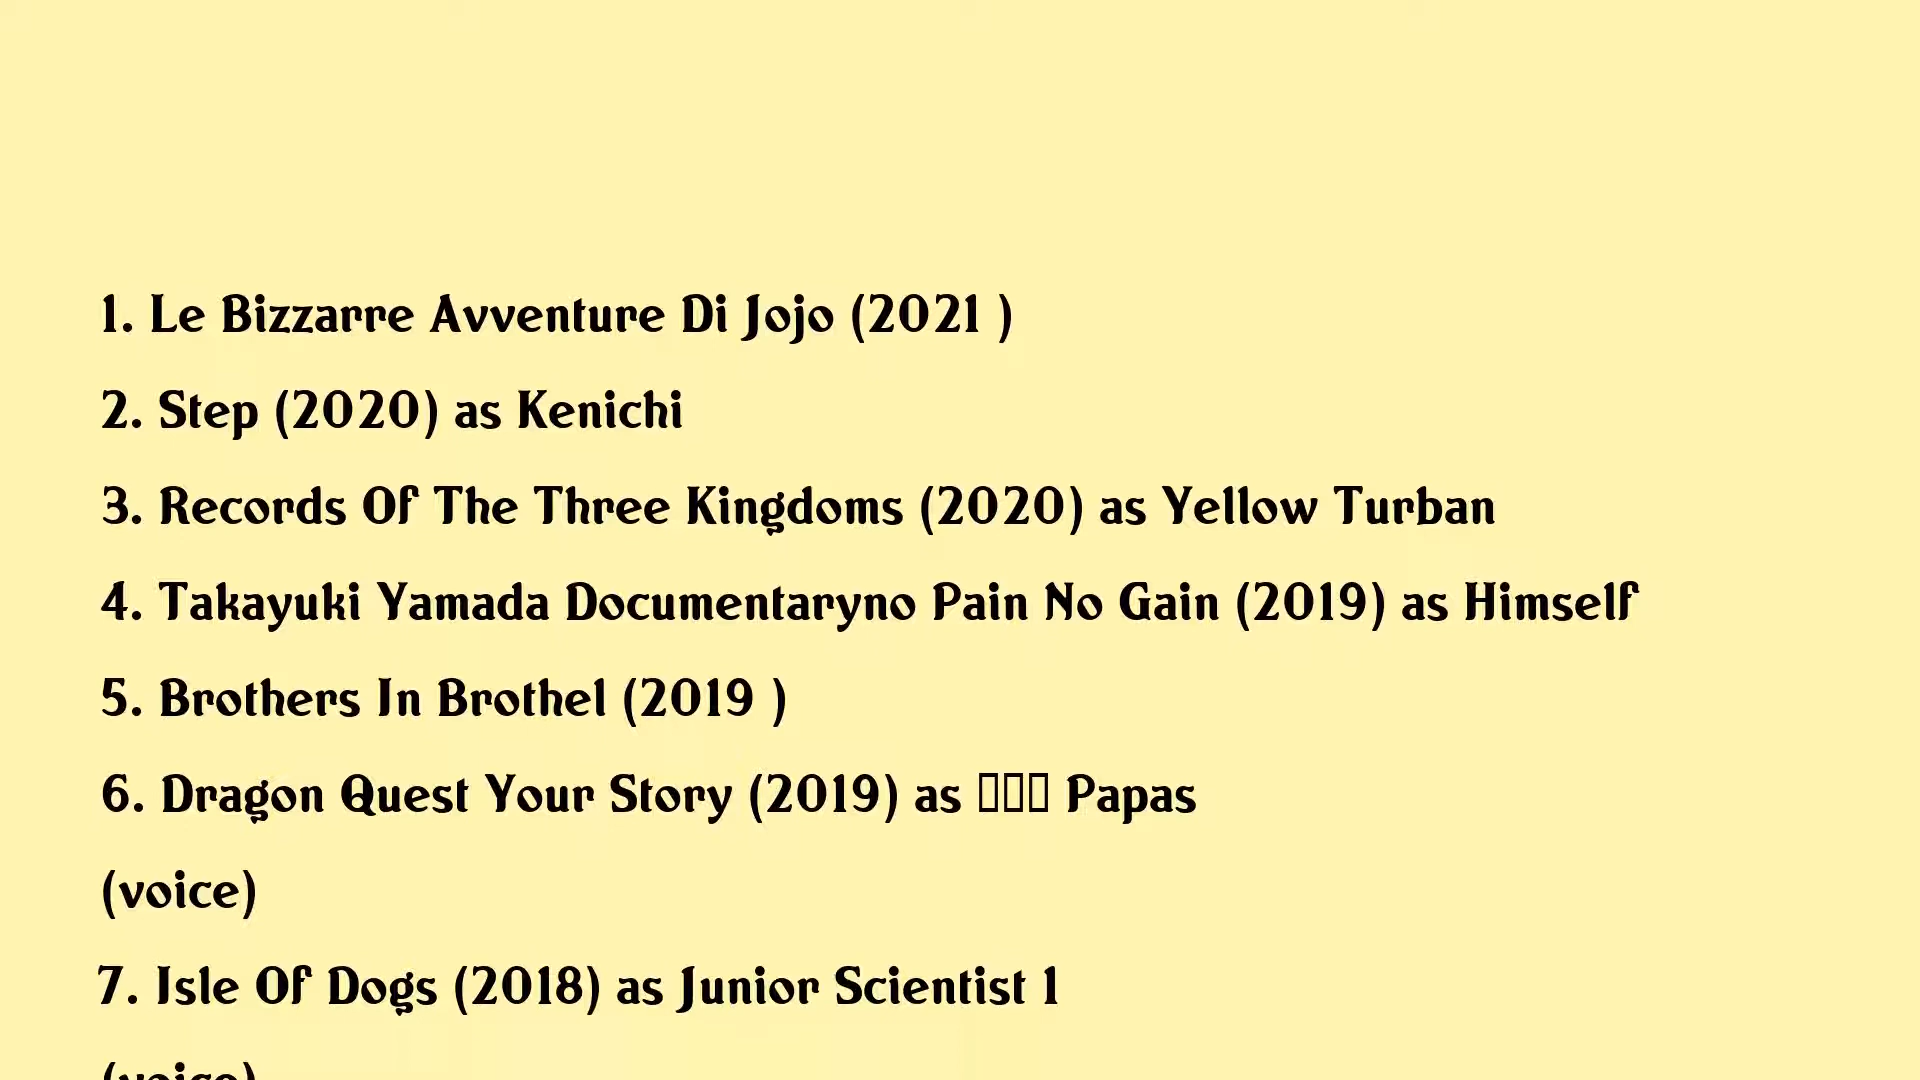 1. Le Bizzarre Avventure Di Jojo (2021 )
2. Step (2020) as Kenichi
3. Records Of The Three Kingdoms (2020) as Yellow Turban
4. Takayuki Yamada Documentaryno Pain No Gain (2019) as Himself
5. Brothers In Brothel (2019 )
6. Dragon Quest Your Story (2019) as □□□ Papas
(voice)
7. Isle Of Dogs (2018) as Junior Scientist 1
(voice)